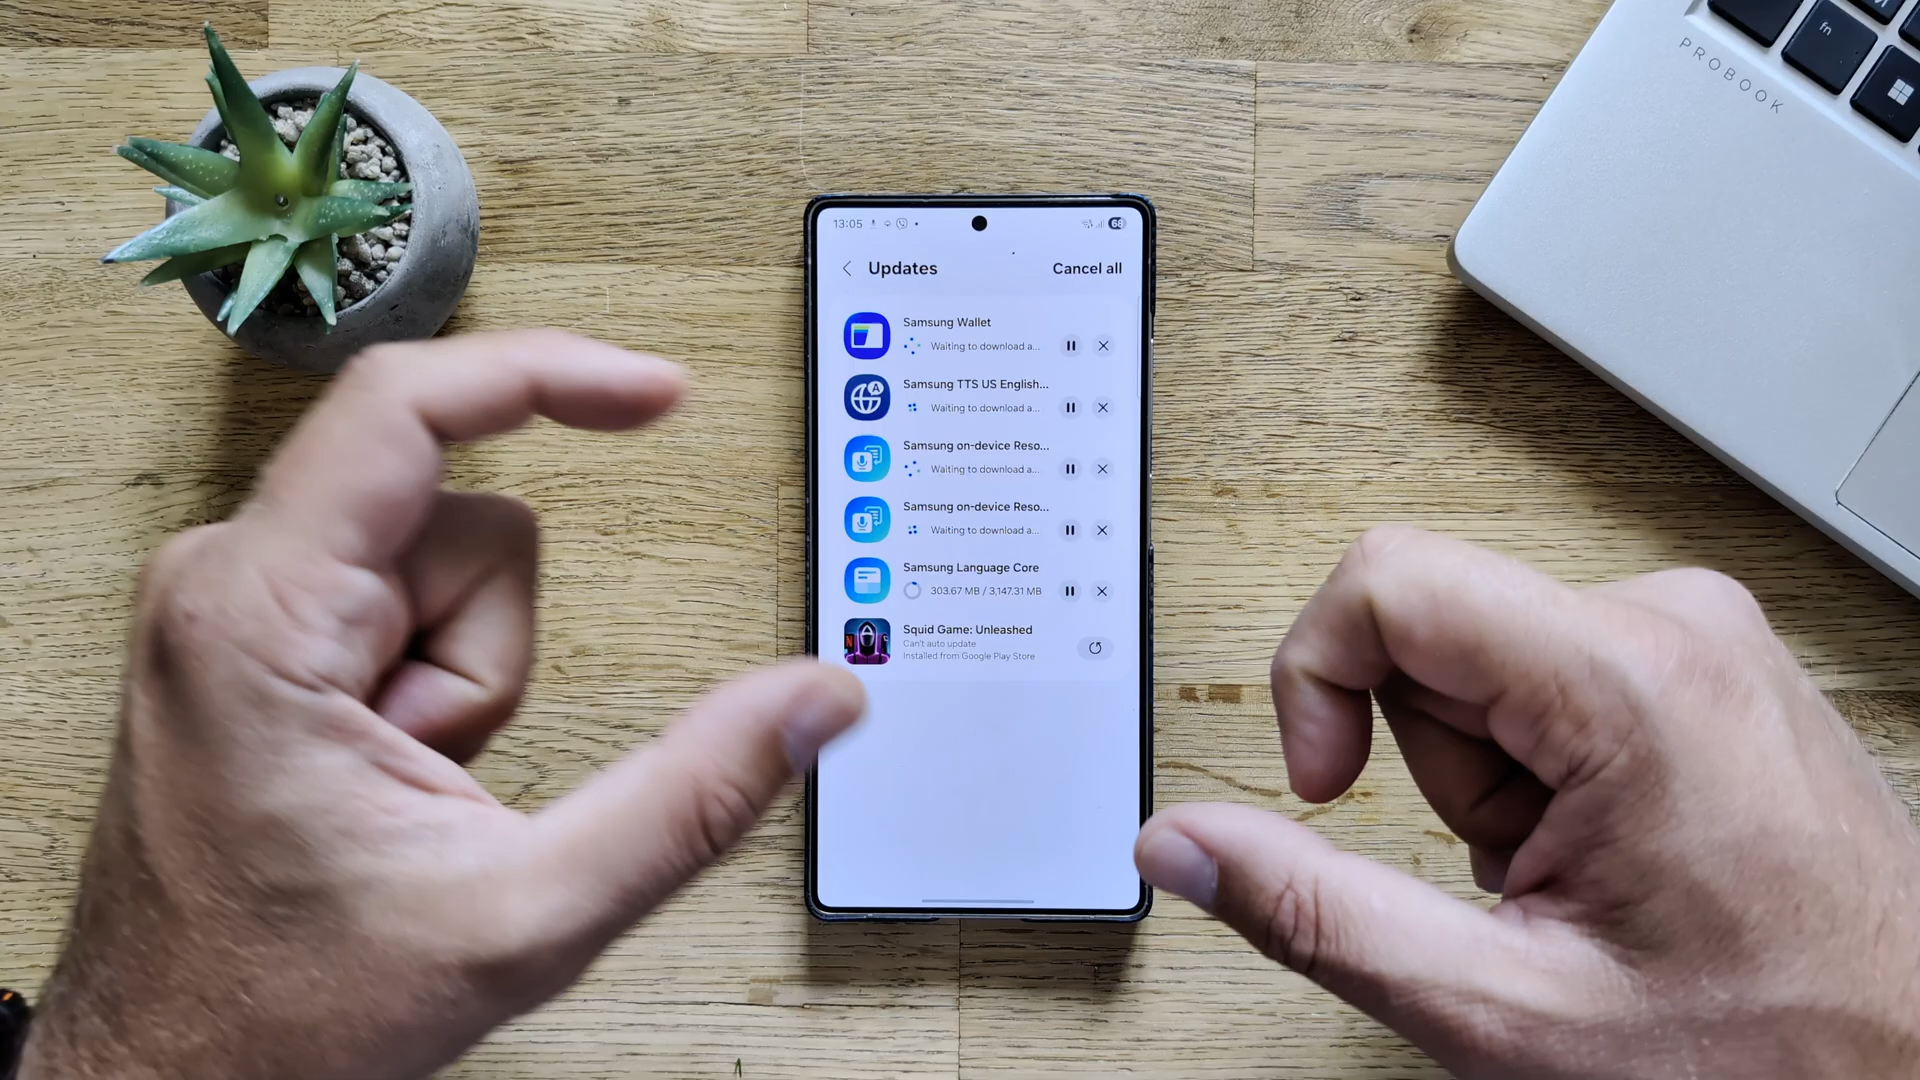 PROBOOK
fn
13:05
66
Updates
Cancel all
Samsung Wallet
Waiting to download a...
Samsung TTS US English...
Waiting to download a...
Samsung on-device Reso...
Waiting to download a...
Samsung on-device Reso...
Waiting to download a...
Samsung Language Core
303.67 MB / 3,147.31 MB
Squid Game: Unleashed
Can't auto update
Installed from Google Play Store